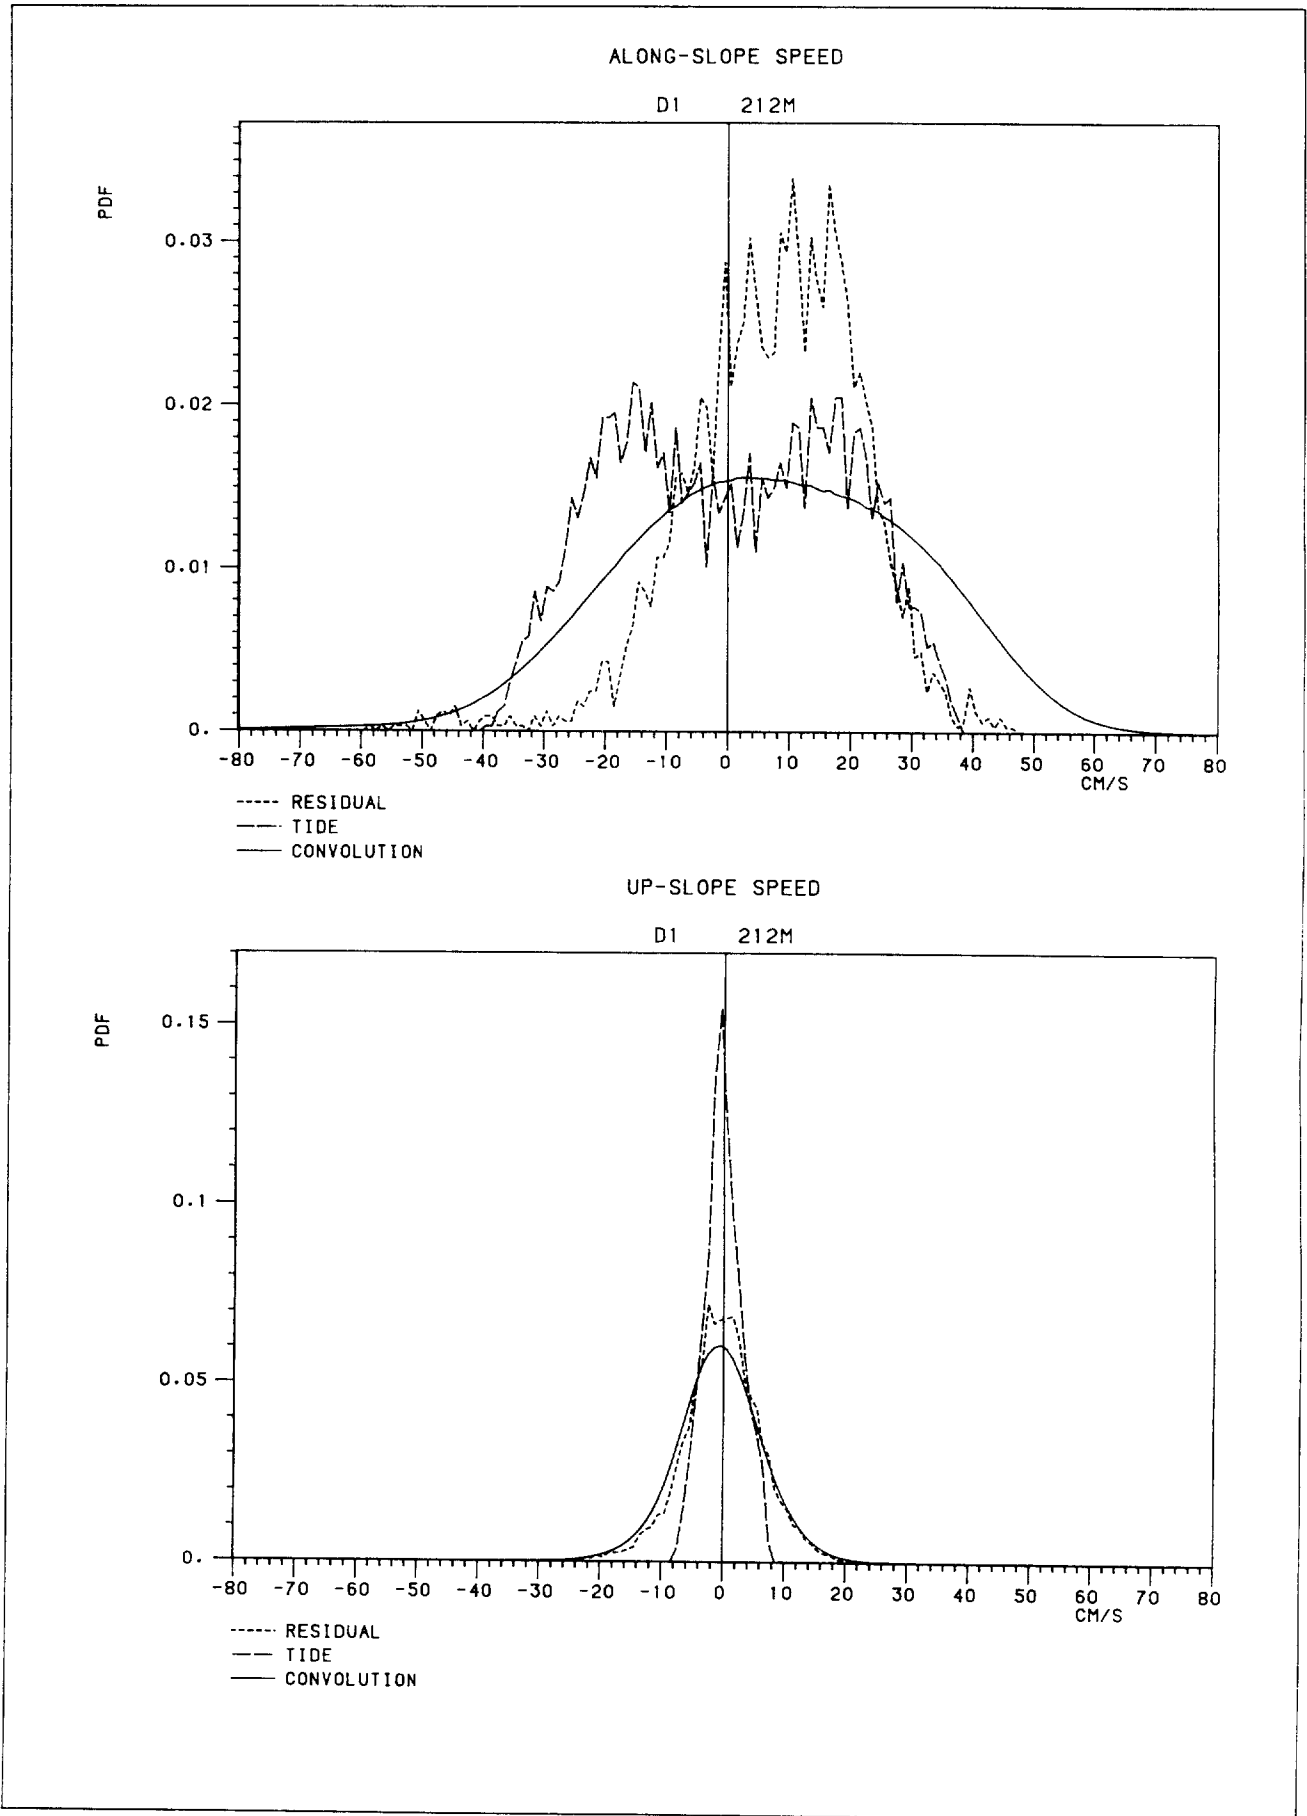 ALONG-SLOPE SPEED
D1 212M
PDF
0.03
0.02
0.01
0.
-80 -70 -60 -50 -40 -30 -20 -10 0 10 20 30 40 50 60 70 80
CM/S
RESIDUAL
TIDE
CONVOLUTION
UP-SLOPE SPEED
D1 212M
PDF
0.15
0.1
0.05
0.
-80 -70 -60 -50 -40 -30 -20 -10 0 10 20 30 40 50 60 70 80
CM/S
RESIDUAL
TIDE
CONVOLUTION